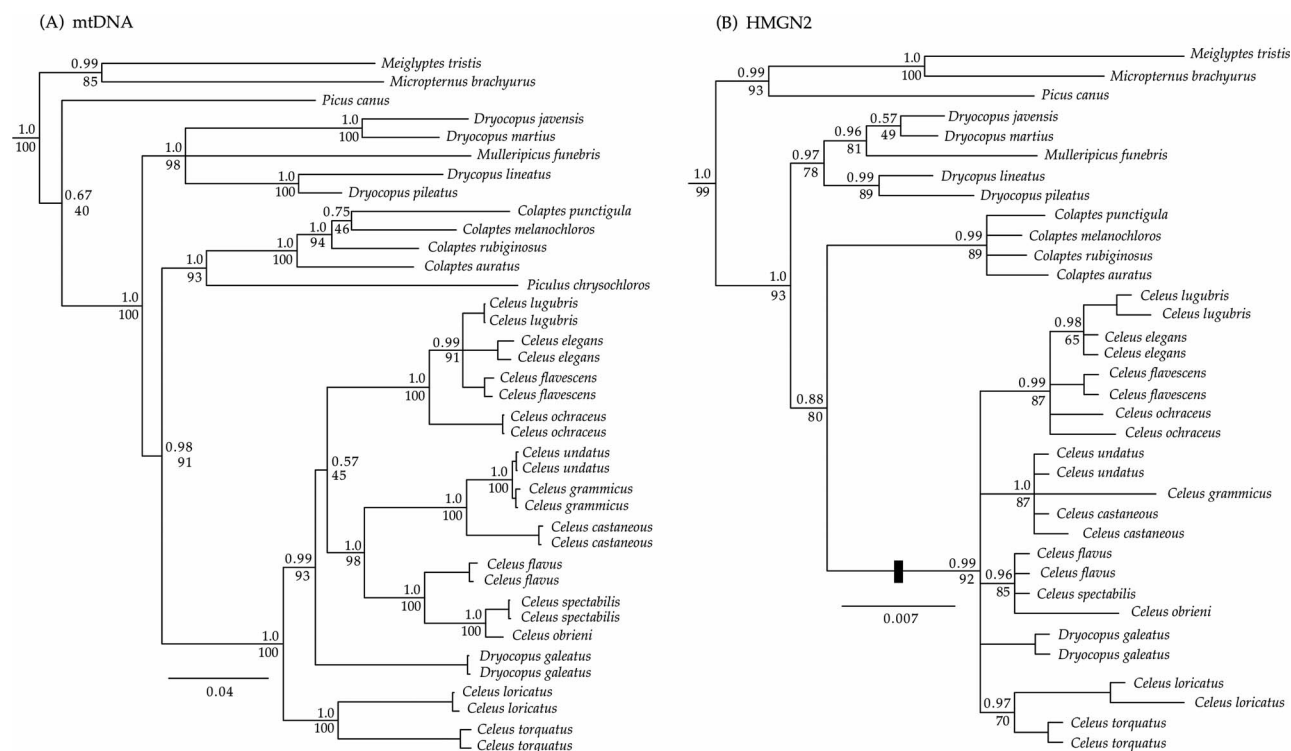 (A) mtDNA
0.99
85
Meiglyptes tristis
Micropternus brachyurus
Picus canus
1.0
100
1.0
100
Dryocopus javensis
Dryocopus martius
1.0
98
Mulleripicus funebris
1.0
100
Drycopus lineatus
Dryocopus pileatus
0.67
40
0.75
46
Colaptes punctigula
Colaptes melanochloros
1.0
94
Colaptes rubiginosus
1.0
100
Colaptes auratus
1.0
93
Piculus chrysochloros
1.0
100
Celeus lugubris
Celeus lugubris
0.99
91
Celeus elegans
Celeus elegans
Celeus flavescens
Celeus flavescens
1.0
100
Celeus ochraceus
Celeus ochraceus
0.98
91
0.57
45
Celeus undatus
Celeus undatus
1.0
100
Celeus grammicus
Celeus grammicus
1.0
100
Celeus castaneous
Celeus castaneous
1.0
98
0.99
93
Celeus flavus
Celeus flavus
1.0
100
Celeus spectabilis
Celeus spectabilis
1.0
100
Celeus obrieni
1.0
100
Dryocopus galeatus
Dryocopus galeatus
0.04
Celeus loricatus
Celeus loricatus
1.0
100
Celeus torquatus
Celeus torquatus
(B) HMGN2
1.0
100
Meiglyptes tristis
Micropternus brachyurus
0.99
93
Picus canus
0.57
49
Dryocopus javensis
Dryocopus martius
0.96
81
Mulleripicus funebris
0.97
78
0.99
89
Drycopus lineatus
Dryocopus pileatus
1.0
99
Colaptes punctigula
Colaptes melanochloros
0.99
89
Colaptes rubiginosus
Colaptes auratus
1.0
93
Celeus lugubris
Celeus lugubris
0.98
65
Celeus elegans
Celeus elegans
Celeus flavescens
Celeus flavescens
0.99
87
Celeus ochraceus
Celeus ochraceus
0.88
80
Celeus undatus
Celeus undatus
1.0
87
Celeus grammicus
Celeus castaneous
Celeus castaneous
Celeus flavus
Celeus flavus
0.99
92
0.96
85
Celeus spectabilis
Celeus obrieni
0.007
Dryocopus galeatus
Dryocopus galeatus
Celeus loricatus
Celeus loricatus
0.97
70
Celeus torquatus
Celeus torquatus